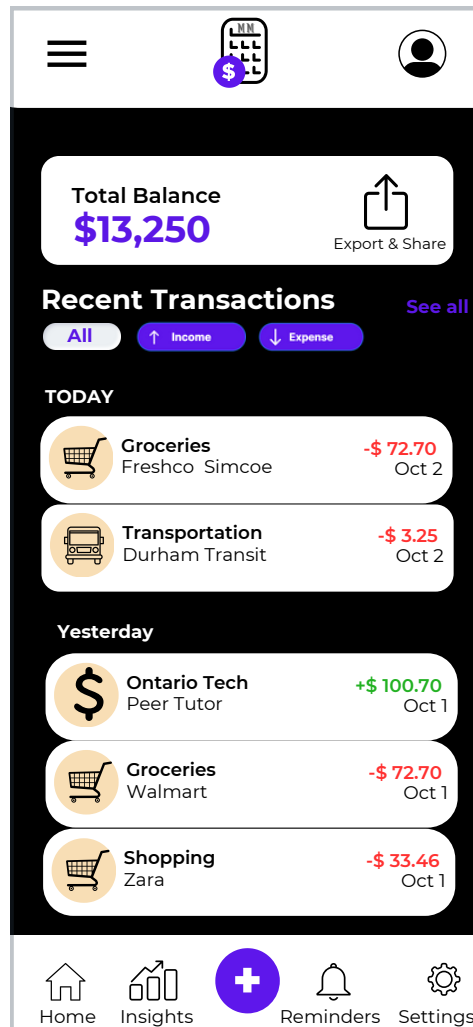 MM
$
Total Balance
$13,250
Export & Share
Recent Transactions
See all
All
↑ Income
↓ Expense
TODAY
Groceries
-$ 72.70
Freshco Simcoe
Oct 2
Transportation
-$ 3.25
Durham Transit
Oct 2
Yesterday
$
Ontario Tech
+$ 100.70
Peer Tutor
Oct 1
Groceries
-$ 72.70
Walmart
Oct 1
Shopping
-$ 33.46
Zara
Oct 1
Home
Insights
Reminders
Settings